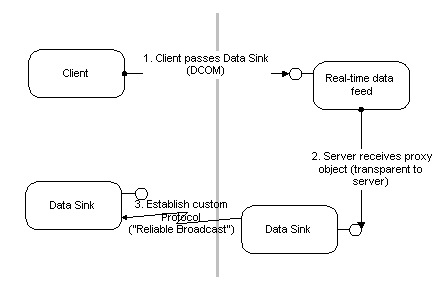 1. Client passes Data Sink
(DCOM)
Client
Real-time data
feed
2. Server receives proxy
object (transparent to
server)
3. Establish custom
Protocol
("Reliable Broadcast")
Data Sink
Data Sink